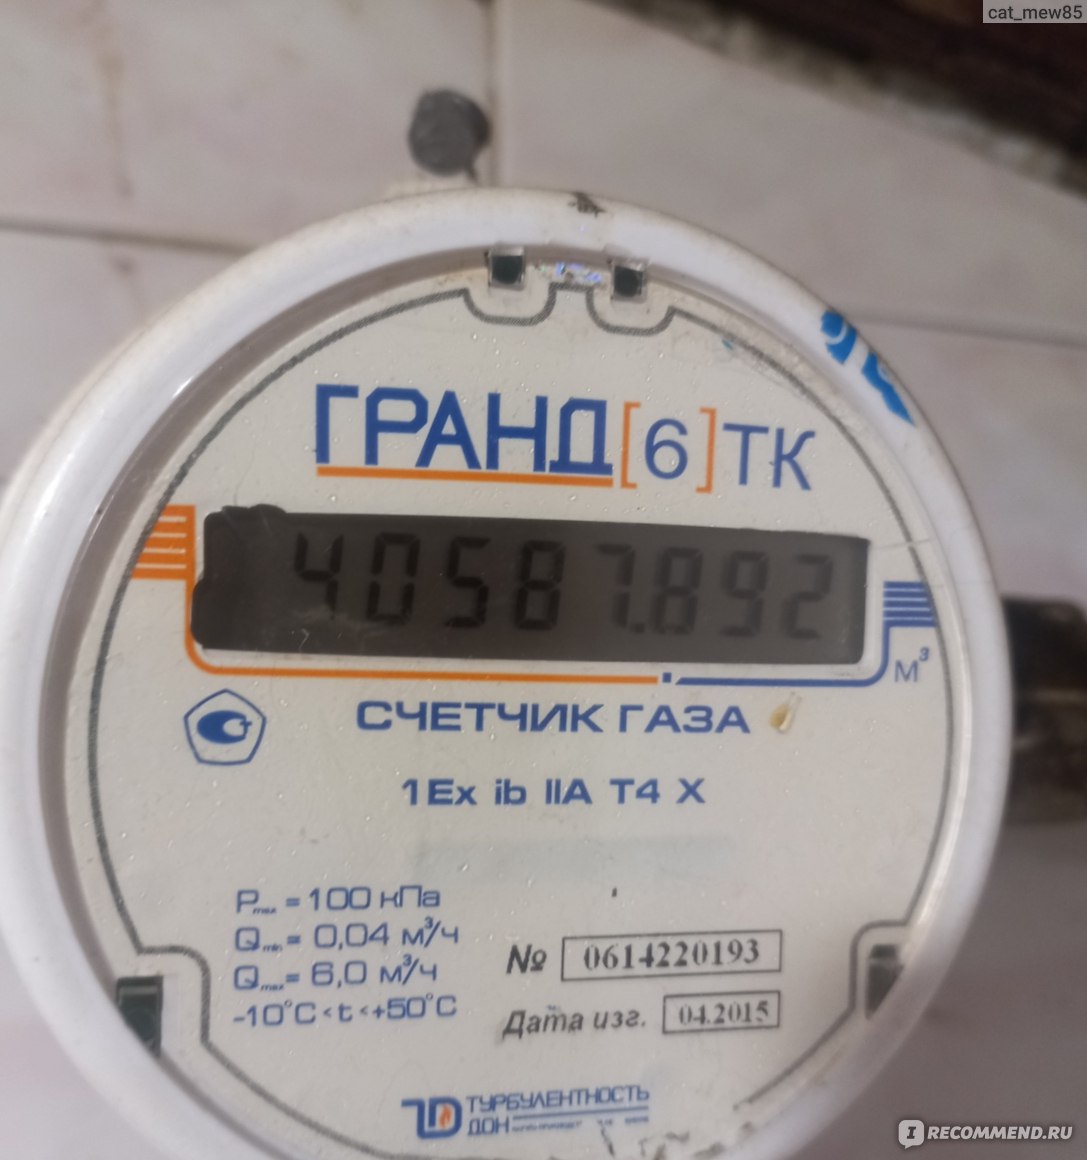 cat_mew85
ГРАНД[6]ТК
40587.892
м³
СЧЕТЧИК ГАЗА
1Ex ib IIA T4 X
Pmax = 100 кПа
Qmin = 0,04 м³/ч
Qmax = 6,0 м³/ч
-10°C<t<+50°C
№ 0614220193
Дата изг. 04.2015
ТУРБУЛЕНТНОСТЬ
ДОН
IRECOMMEND.RU